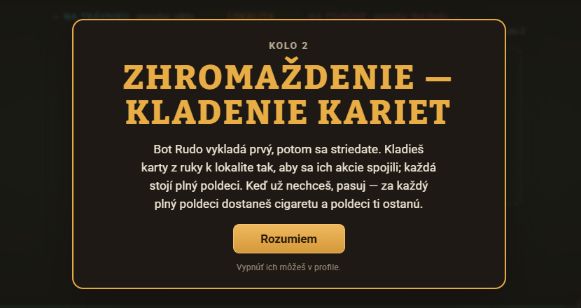 KOLO 2
ZHROMAŽDENIE —
KLADENIE KARIET
Bot Rudo vykladá prvý, potom sa striedate. Kladieš
karty z ruky k lokalite tak, aby sa ich akcie spojili; každá
stojí plný poldeci. Keď už nechceš, pasuj — za každý
plný poldeci dostaneš cigaretu a poldeci ti ostanú.
Rozumiem
Vypnúť ich môžeš v profile.